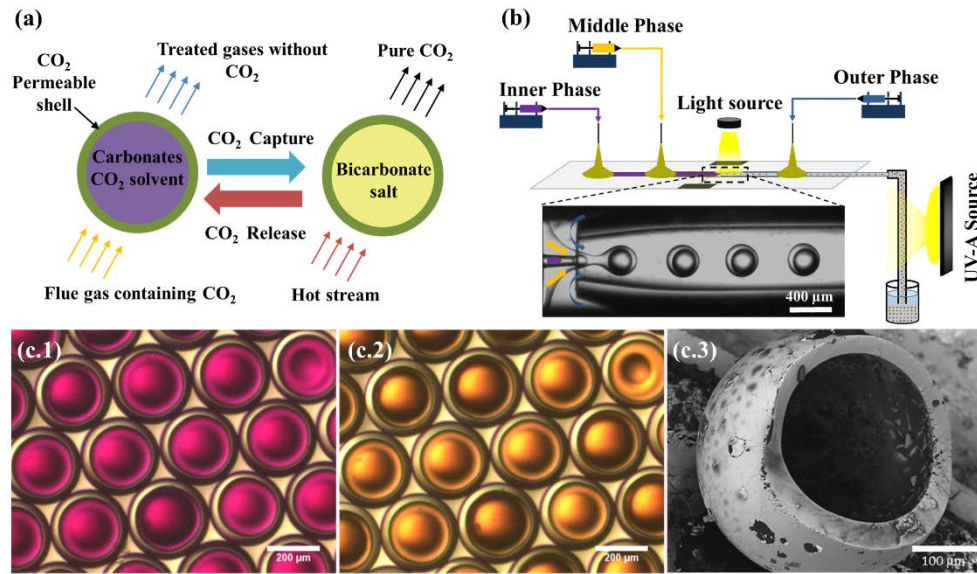 (a)
CO2
Permeable
shell
Treated gases without
CO2
Pure CO2
Carbonates
CO2 solvent
CO2 Capture
CO2 Release
Bicarbonate
salt
Flue gas containing CO2
Hot stream
(b)
Middle Phase
Inner Phase
Light source
Outer Phase
UV-A Source
400 µm
(c.1)
200 µm
(c.2)
200 µm
(c.3)
100 µm